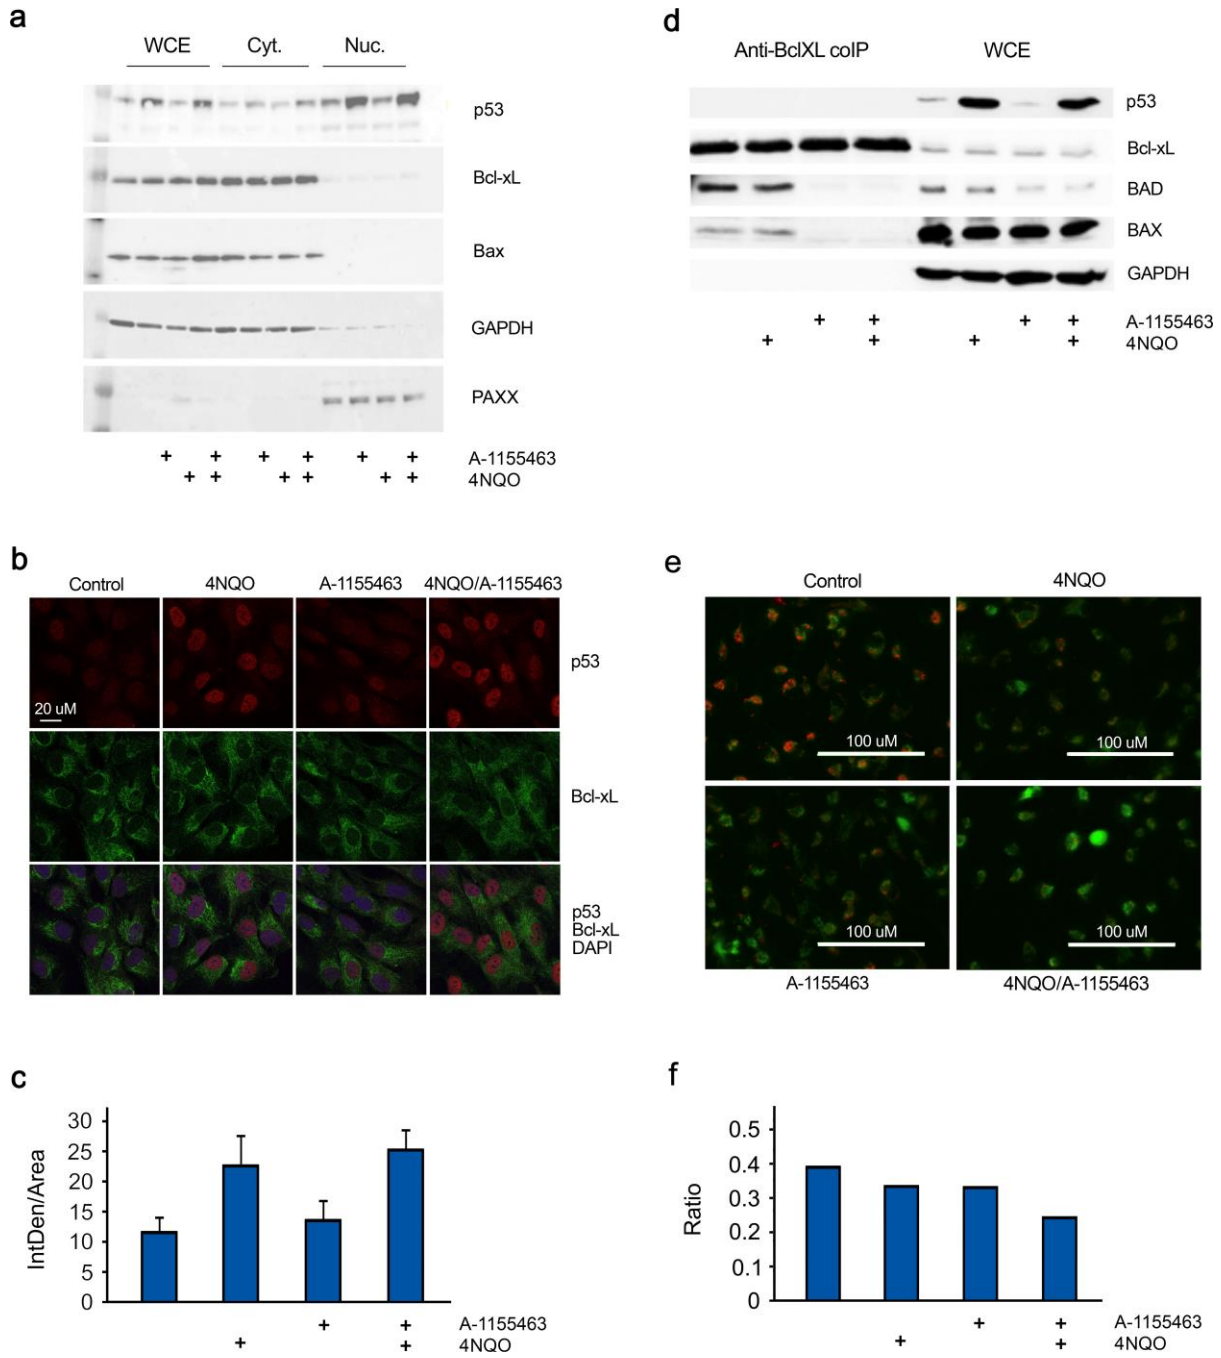 a
WCE Cyt. Nuc.
p53
Bcl-xL
Bax
GAPDH
PAXX
+ + + + + + A-1155463
+ + + + + + 4NQO
b
Control 4NQO A-1155463 4NQO/A-1155463
p53
20 uM
Bcl-xL
p53
Bcl-xL
DAPI
c
30
25
20
15
10
5
0
IntDen/Area
+ + A-1155463
+ + 4NQO
d
Anti-BclXL coIP WCE
p53
Bcl-xL
BAD
BAX
GAPDH
+ + + + A-1155463
+ + + + 4NQO
e
Control 4NQO
100 uM 100 uM
100 uM 100 uM
A-1155463 4NQO/A-1155463
f
0.5
0.4
0.3
0.2
0.1
0
Ratio
+ + A-1155463
+ + 4NQO